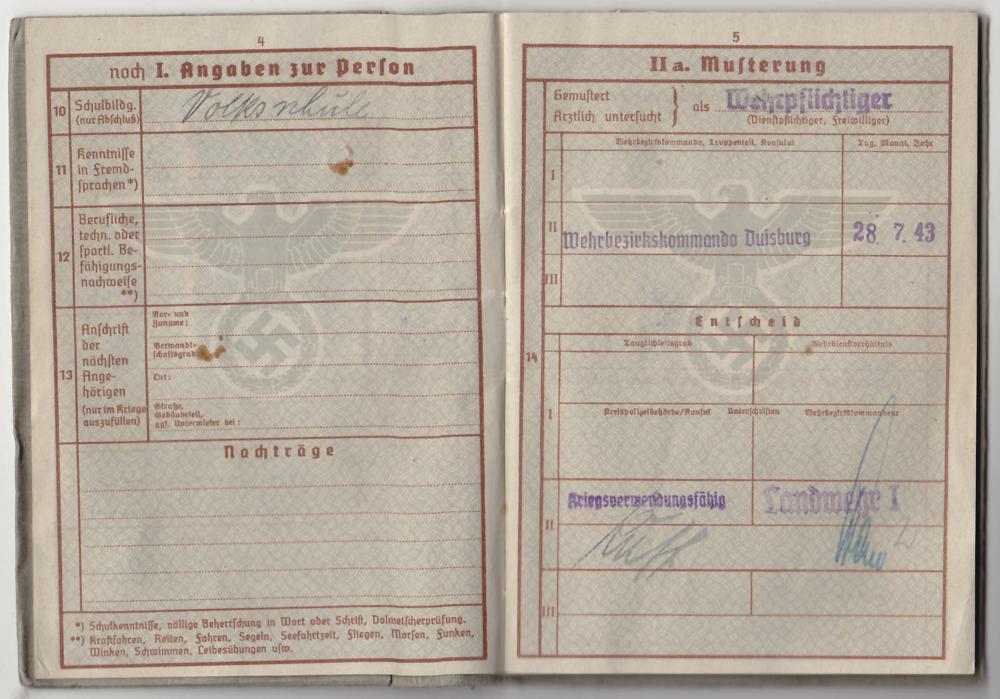 4
noch I. Angaben zur Person
10 Schulbildg.
(nur Abschluß)
Volksschule
11 Kenntnisse
in Fremd-
sprachen*)
12 Berufliche,
techn. oder
sportl. Be-
fähigungs-
nachweise
**)
13 Anschrift
der
nächsten
Ange-
hörigen
(nur im Kriege
auszufüllen)
Vor- und
Zuname:
Verwandt-
schaftsgrad:
Ort:
Straße,
Gebäudeteil,
ggf. Untermieter bei:
Nachträge
*) Schulkenntnisse, völlige Beherrschung in Wort oder Schrift, Dolmetscherprüfung.
**) Kraftfahren, Reiten, Fahren, Segeln, Seefahrtzeit, Fliegen, Morsen, Funken,
Winken, Schwimmen, Leibesübungen usw.
5
II a. Musterung
Gemustert
Ärztlich untersucht } als Wehrpflichtiger
(Dienstpflichtiger, Freiwilliger)
Wehrbezirkskommando, Truppenteil, Konsulat
Tag, Monat, Jahr
I
II Wehrbezirkskommando Duisburg 28. 7. 43
III
Entscheid
14
Tauglichkeitsgrad
Wehrdienstverhältnis
I
Kreispolizeibehörde/Konsul Unterschriften Wehrbezirkskommandeur
Kriegsverwendungsfähig Landwehr I
II
III